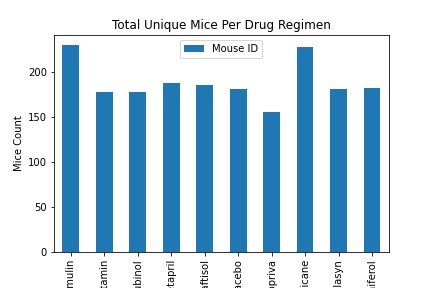 Total Unique Mice Per Drug Regimen
Mouse ID
Mice Count
200
150
100
50
0
mulin
tamin
ubinol
tapril
aftisol
acebo
opriva
icane
lasyn
iferol